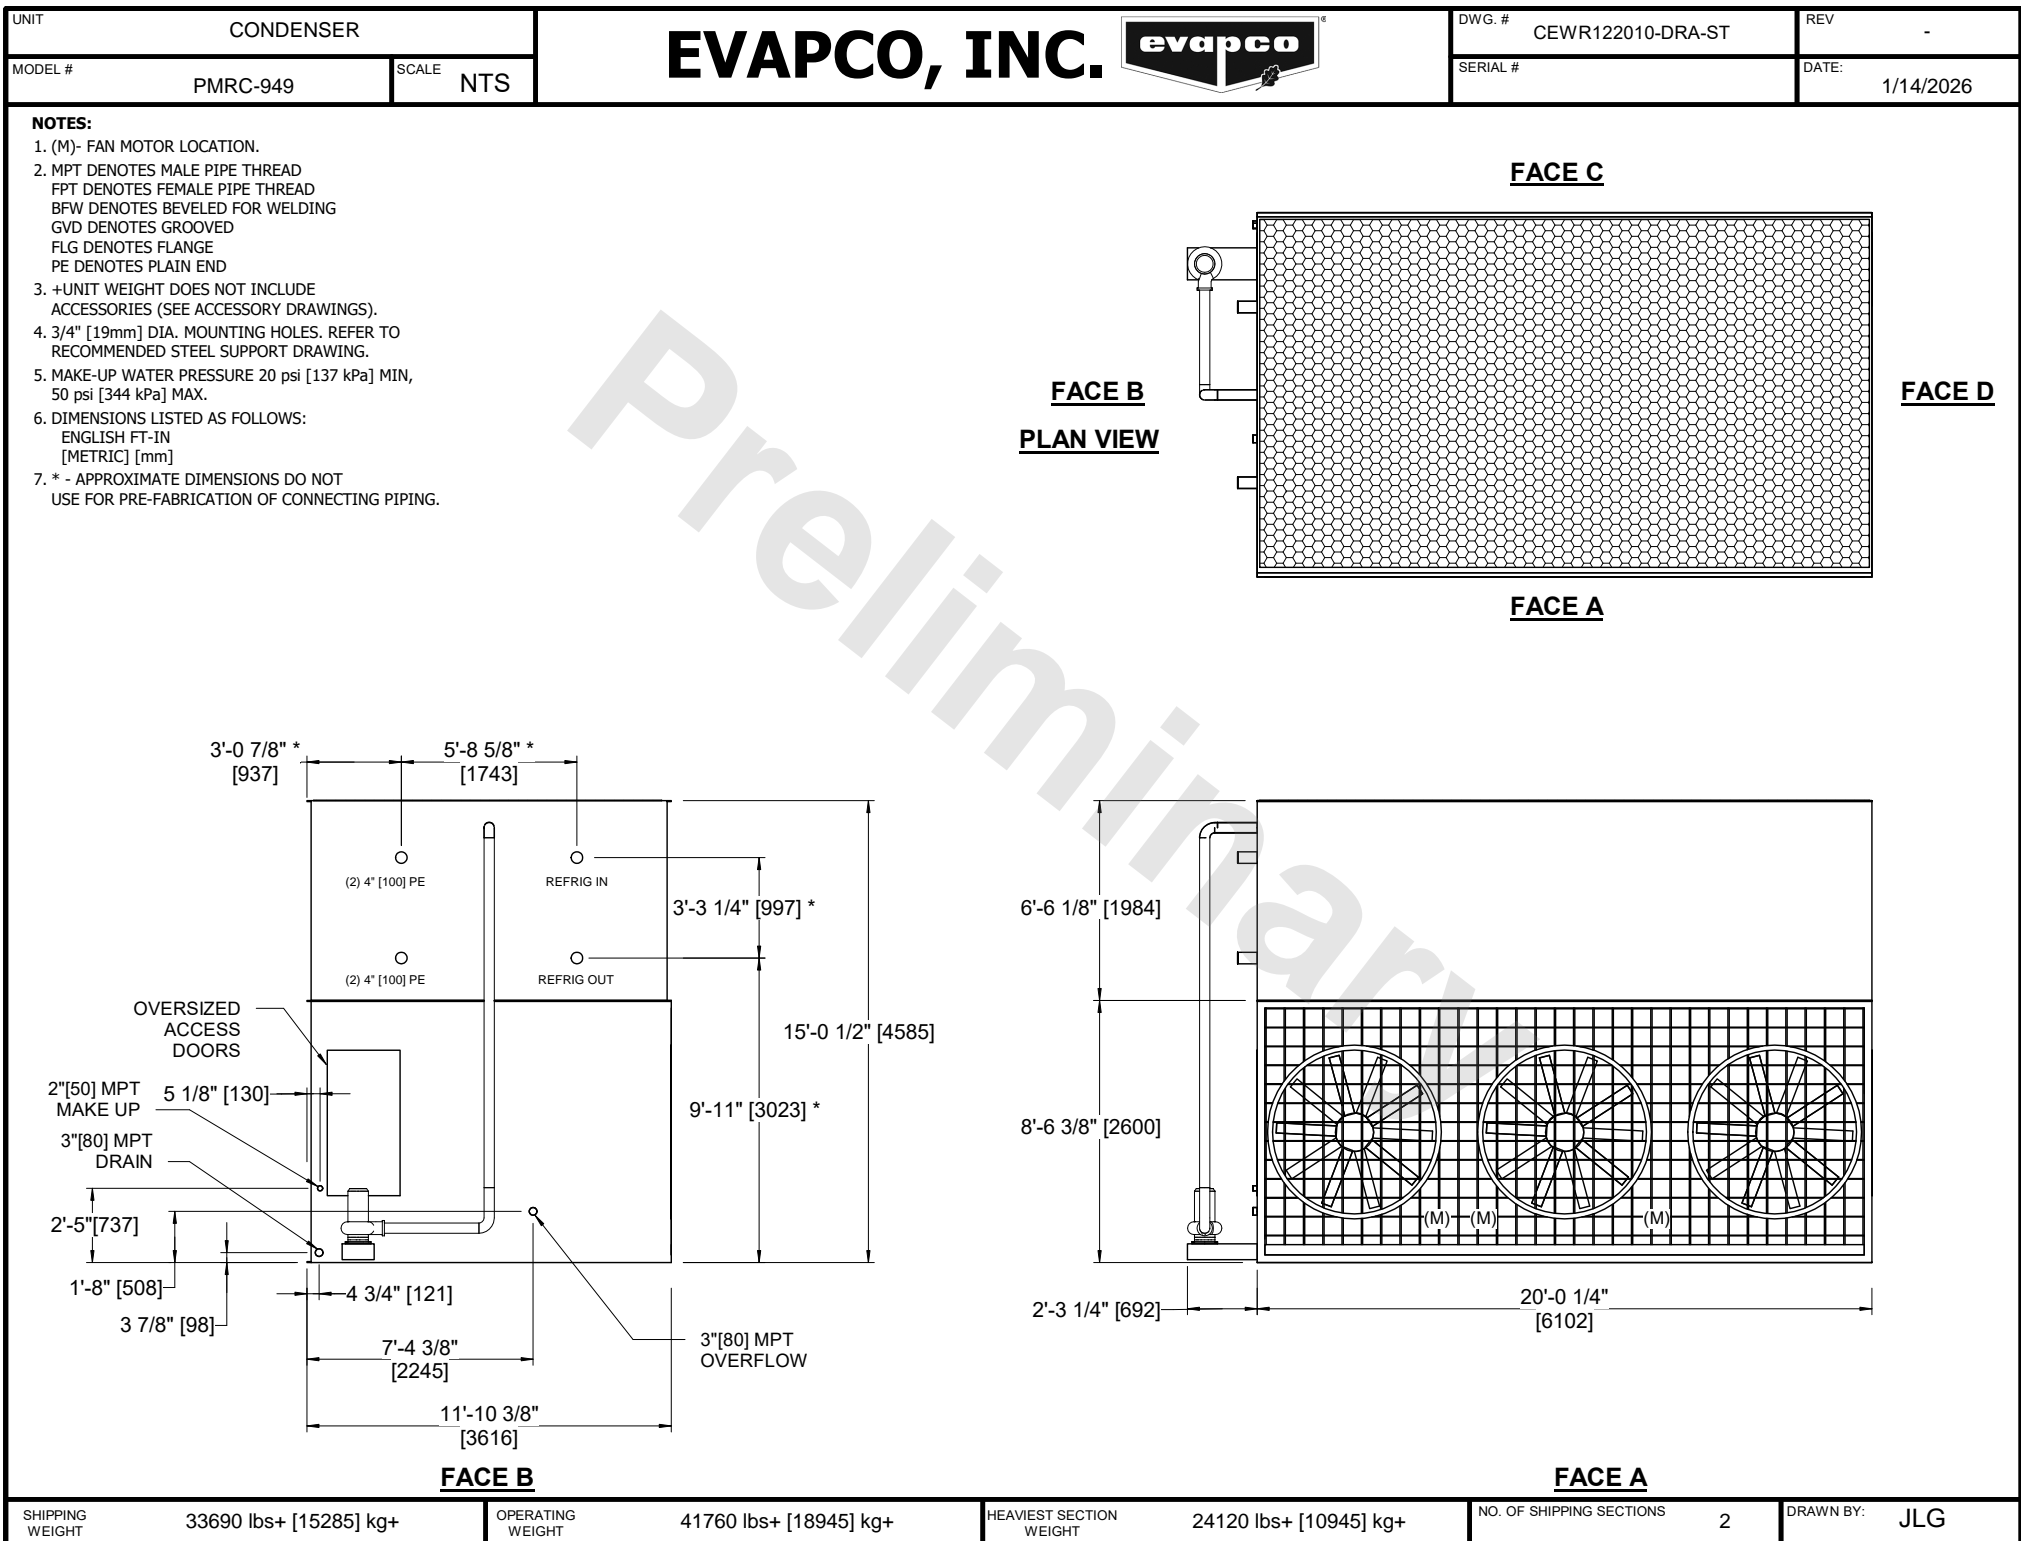 UNIT
CONDENSER
MODEL #
PMRC-949
SCALE
NTS
EVAPCO, INC.
evapco
®
DWG. #
CEWR122010-DRA-ST
REV
-
SERIAL #
DATE:
1/14/2026
NOTES:
1. (M)- FAN MOTOR LOCATION.
2. MPT DENOTES MALE PIPE THREAD
FPT DENOTES FEMALE PIPE THREAD
BFW DENOTES BEVELED FOR WELDING
GVD DENOTES GROOVED
FLG DENOTES FLANGE
PE DENOTES PLAIN END
3. +UNIT WEIGHT DOES NOT INCLUDE
ACCESSORIES (SEE ACCESSORY DRAWINGS).
4. 3/4" [19mm] DIA. MOUNTING HOLES. REFER TO
RECOMMENDED STEEL SUPPORT DRAWING.
5. MAKE-UP WATER PRESSURE 20 psi [137 kPa] MIN,
50 psi [344 kPa] MAX.
6. DIMENSIONS LISTED AS FOLLOWS:
ENGLISH FT-IN
[METRIC] [mm]
7. * - APPROXIMATE DIMENSIONS DO NOT
USE FOR PRE-FABRICATION OF CONNECTING PIPING.
Preliminary
FACE C
FACE B
PLAN VIEW
FACE D
FACE A
3'-0 7/8" *
[937]
5'-8 5/8" *
[1743]
(2) 4" [100] PE
REFRIG IN
3'-3 1/4" [997] *
(2) 4" [100] PE
REFRIG OUT
OVERSIZED
ACCESS
DOORS
15'-0 1/2" [4585]
2"[50] MPT
MAKE UP
5 1/8" [130]
9'-11" [3023] *
3"[80] MPT
DRAIN
2'-5"[737]
1'-8" [508]
3 7/8" [98]
4 3/4" [121]
7'-4 3/8"
[2245]
3"[80] MPT
OVERFLOW
11'-10 3/8"
[3616]
FACE B
6'-6 1/8" [1984]
8'-6 3/8" [2600]
(M)
(M)
(M)
2'-3 1/4" [692]
20'-0 1/4"
[6102]
FACE A
SHIPPING
WEIGHT
33690 lbs+ [15285] kg+
OPERATING
WEIGHT
41760 lbs+ [18945] kg+
HEAVIEST SECTION
WEIGHT
24120 lbs+ [10945] kg+
NO. OF SHIPPING SECTIONS
2
DRAWN BY:
JLG